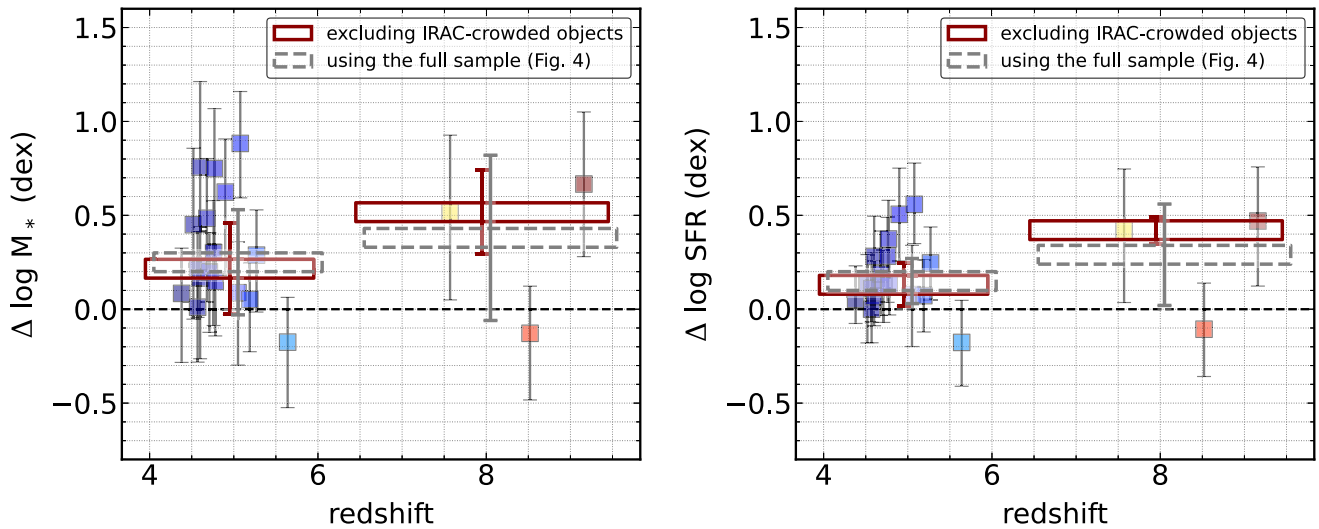 1.5
1.0
0.5
0.0
−0.5
Δ log M* (dex)
excluding IRAC-crowded objects
using the full sample (Fig. 4)
4
6
8
redshift
1.5
1.0
0.5
0.0
−0.5
Δ log SFR (dex)
excluding IRAC-crowded objects
using the full sample (Fig. 4)
4
6
8
redshift